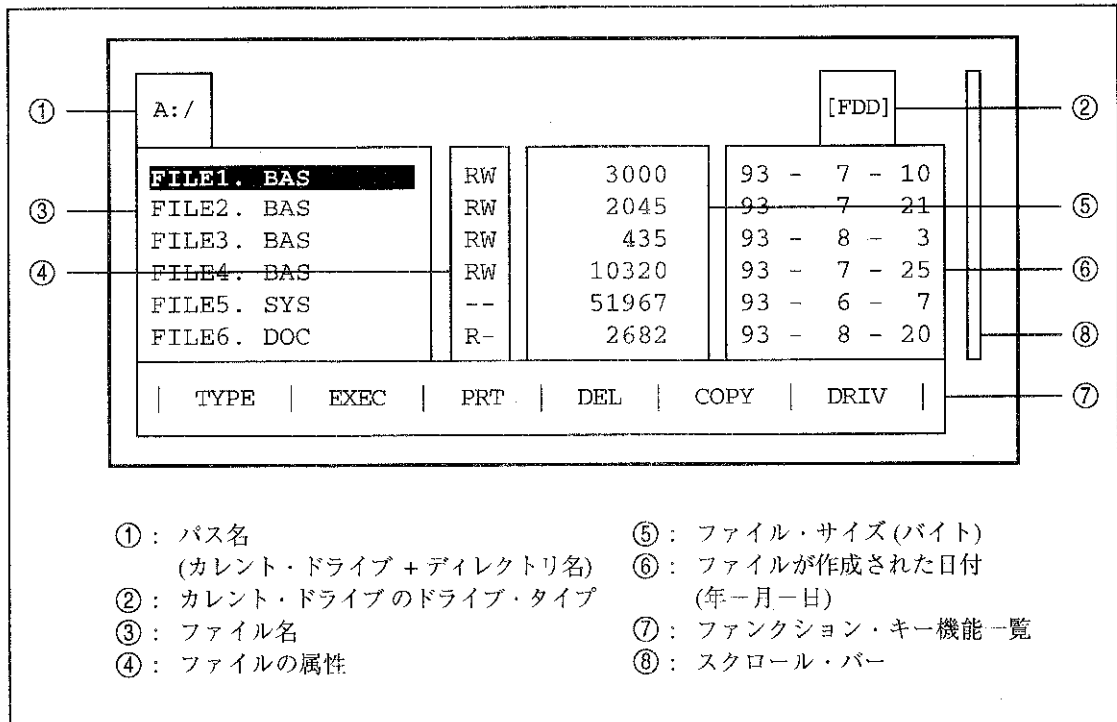 ① A:/ [FDD] ②
FILE1. BAS RW 3000 93 - 7 - 10
③ FILE2. BAS RW 2045 93 - 7 - 21 ⑤
FILE3. BAS RW 435 93 - 8 - 3
④ FILE4. BAS RW 10320 93 - 7 - 25 ⑥
FILE5. SYS -- 51967 93 - 6 - 7
FILE6. DOC R- 2682 93 - 8 - 20 ⑧
| TYPE | EXEC | PRT | DEL | COPY | DRIV | ⑦
①: パス名
(カレント・ドライブ + ディレクトリ名)
②: カレント・ドライブのドライブ・タイプ
③: ファイル名
④: ファイルの属性
⑤: ファイル・サイズ(バイト)
⑥: ファイルが作成された日付
(年－月－日)
⑦: ファンクション・キー機能一覧
⑧: スクロール・バー